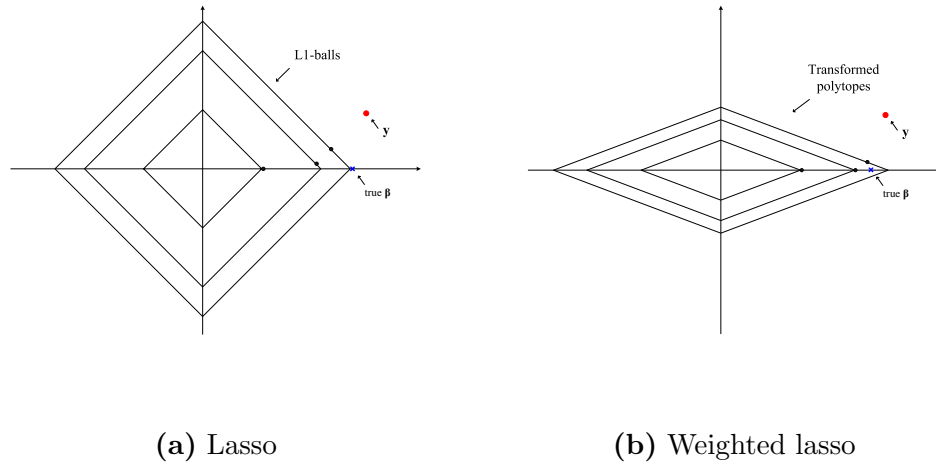 L1-balls
y
true β
(a) Lasso
Transformed
polytopes
y
true β
(b) Weighted lasso